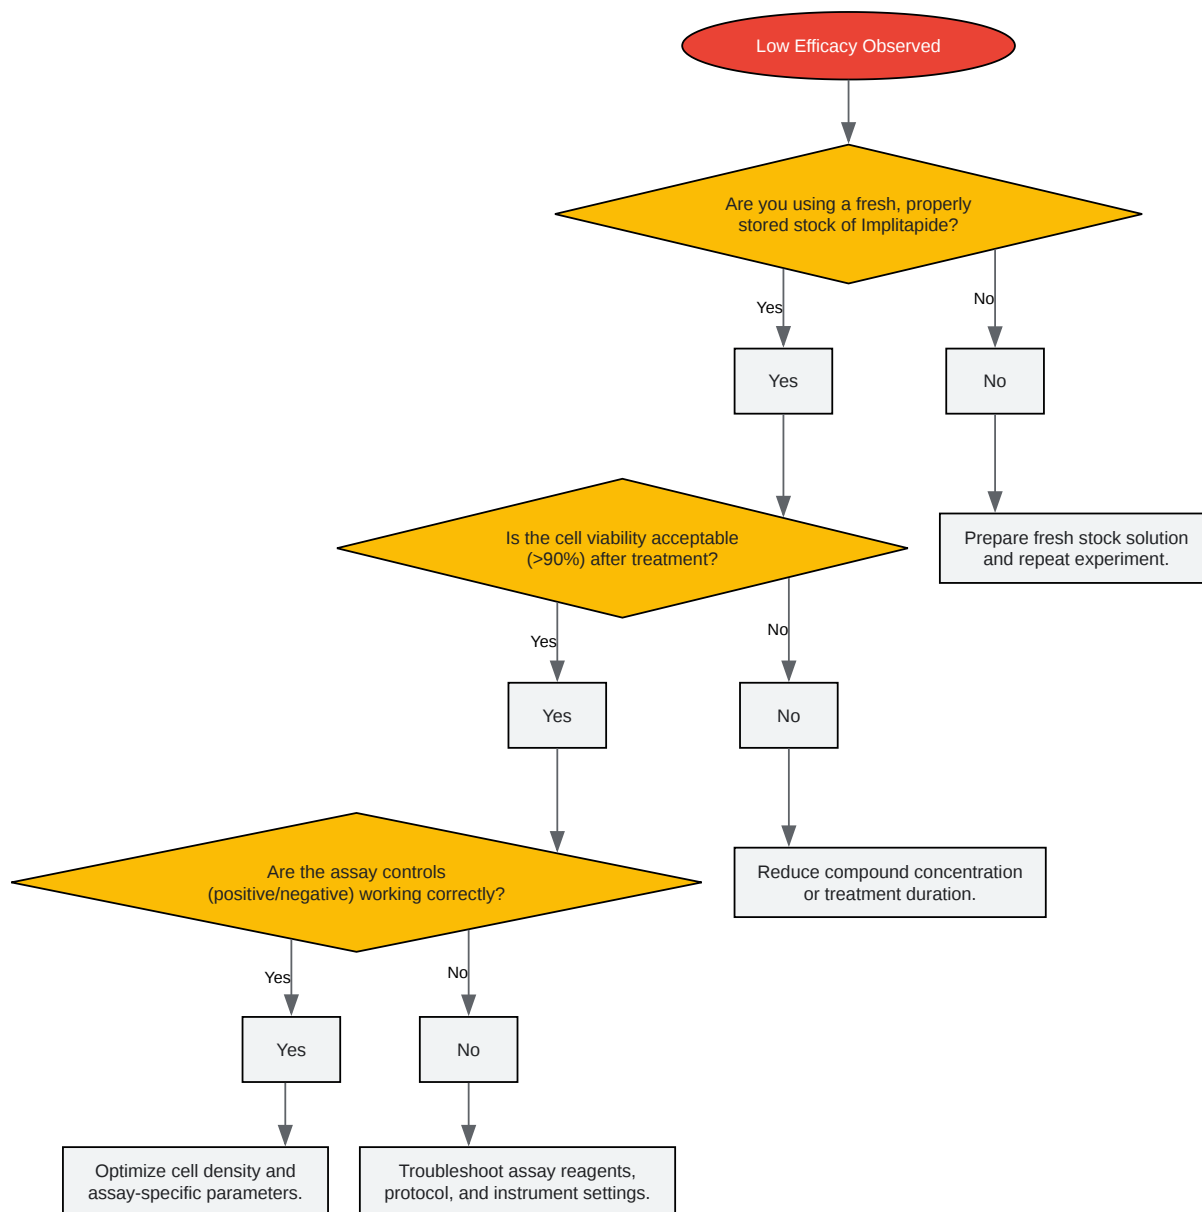 Low Efficacy Observed
Are you using a fresh, properly
stored stock of Implitapide?
Yes
No
Yes
No
Is the cell viability acceptable
(>90%) after treatment?
Prepare fresh stock solution
and repeat experiment.
Yes
No
Yes
No
Are the assay controls
(positive/negative) working correctly?
Reduce compound concentration
or treatment duration.
Yes
No
Yes
No
Optimize cell density and
assay-specific parameters.
Troubleshoot assay reagents,
protocol, and instrument settings.